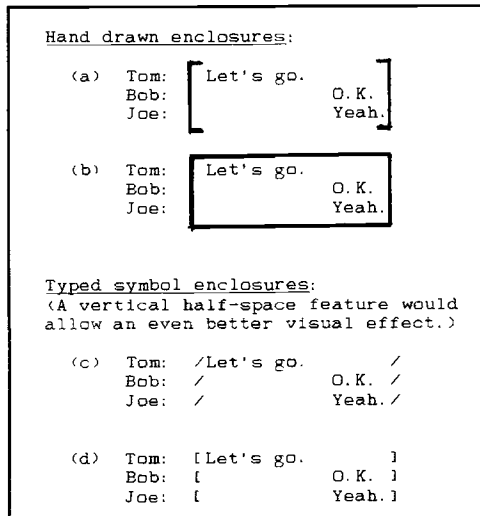 Hand drawn enclosures:
(a) Tom: Let's go.
Bob: O.K.
Joe: Yeah.
(b) Tom: Let's go.
Bob: O.K.
Joe: Yeah.
Typed symbol enclosures:
(A vertical half-space feature would
allow an even better visual effect.)
(c) Tom: /Let's go. /
Bob: / O.K. /
Joe: / Yeah. /
(d) Tom: [Let's go. ]
Bob: [ O.K. ]
Joe: [ Yeah.]